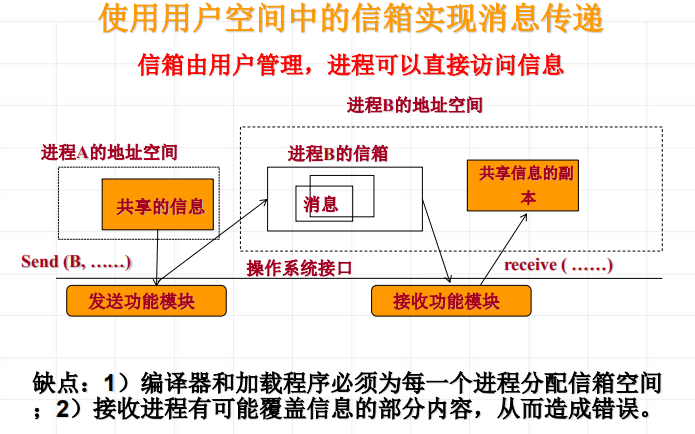 使用用户空间中的信箱实现消息传递
信箱由用户管理，进程可以直接访问信息
进程B的地址空间
进程A的地址空间
进程B的信箱
共享的信息
消息
共享信息的副
本
Send (B, ……)
操作系统接口
receive ( ……)
发送功能模块
接收功能模块
缺点：1）编译器和加载程序必须为每一个进程分配信箱空间
；2）接收进程有可能覆盖信息的部分内容，从而造成错误。